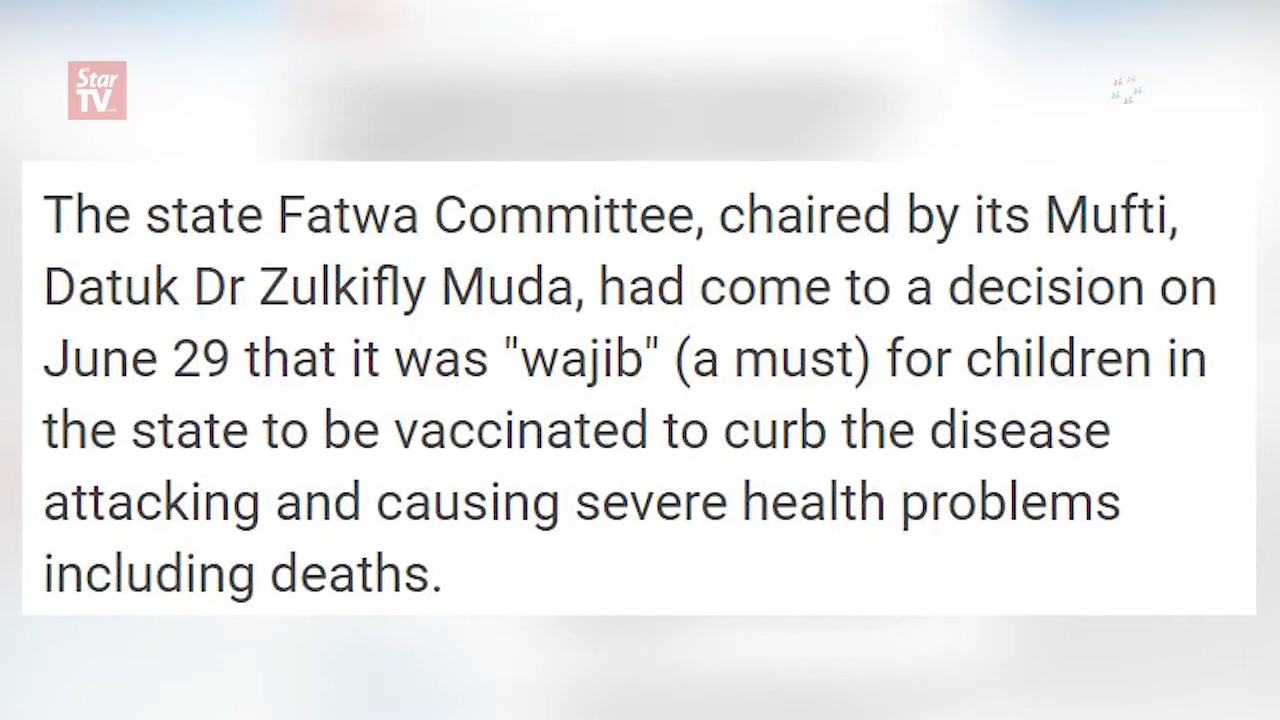 Star
TV
The state Fatwa Committee, chaired by its Mufti,
Datuk Dr Zulkifly Muda, had come to a decision on
June 29 that it was "wajib" (a must) for children in
the state to be vaccinated to curb the disease
attacking and causing severe health problems
including deaths.